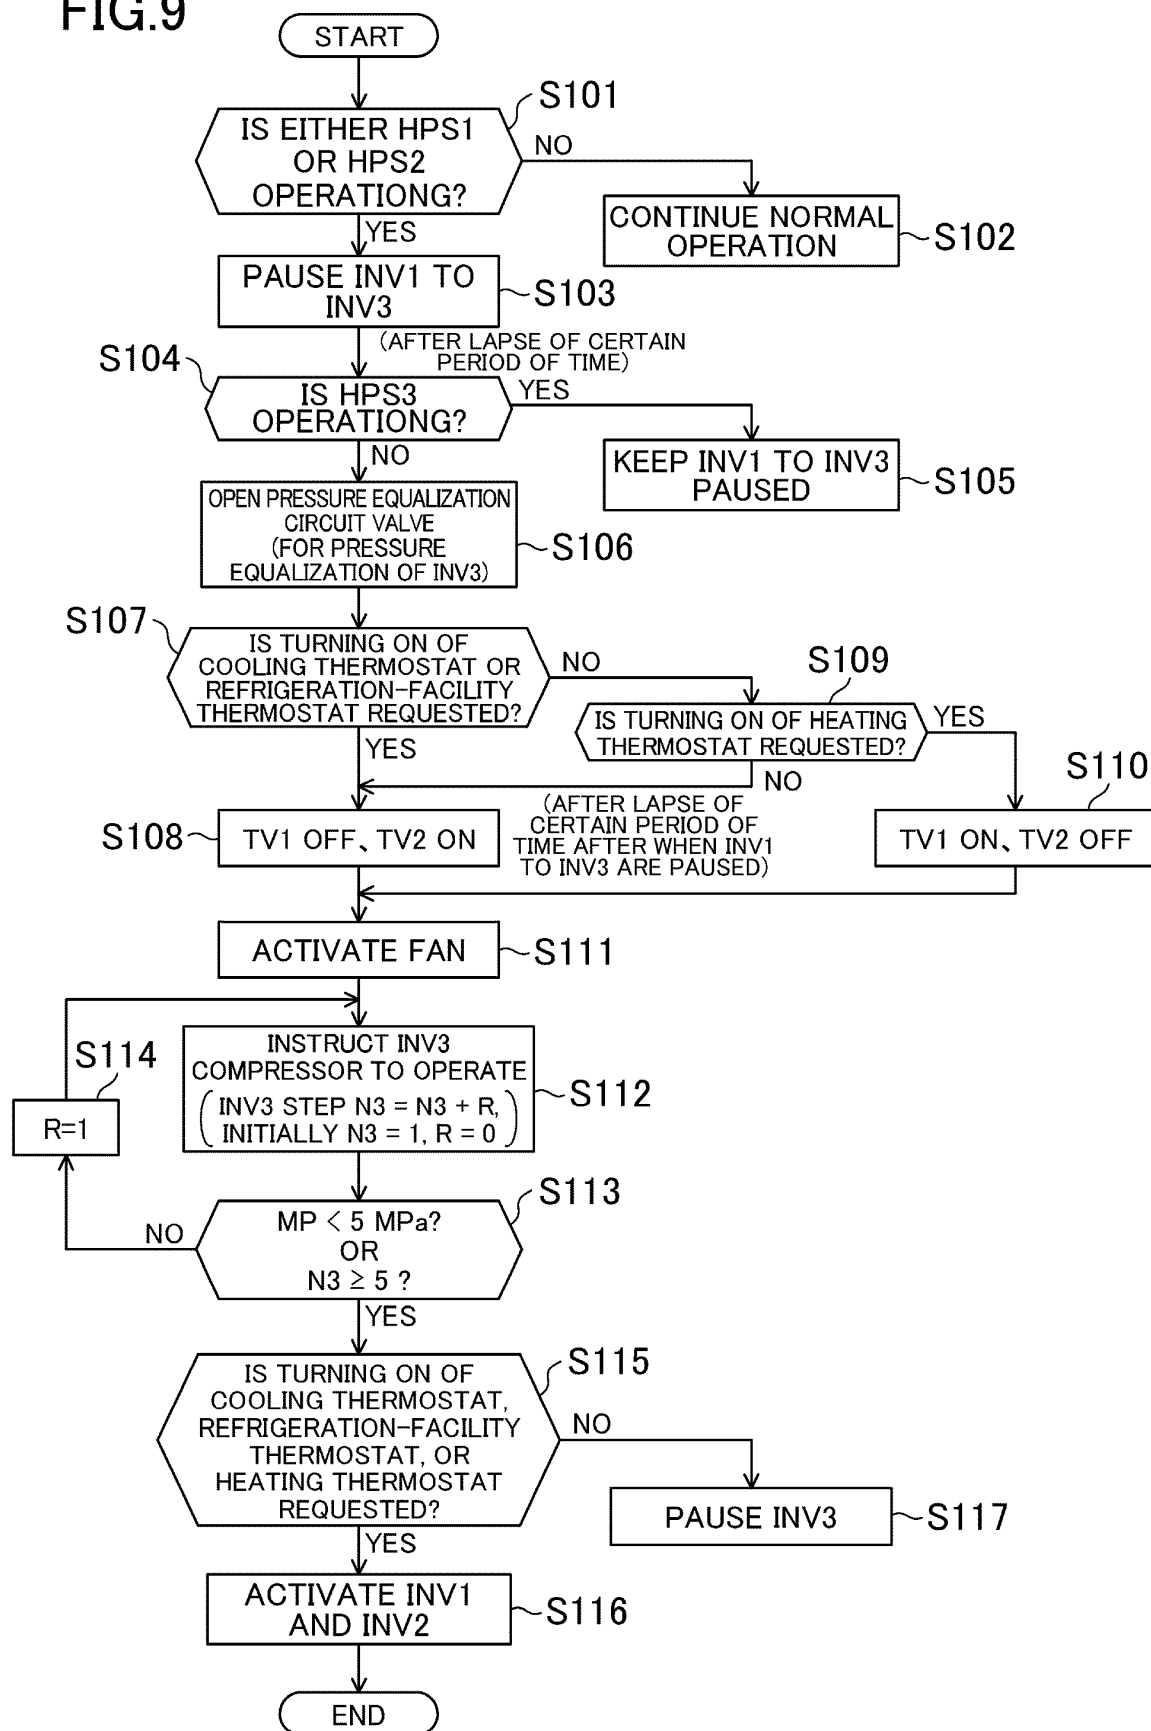 FIG.9
START
S101
IS EITHER HPS1
OR HPS2
OPERATIONG?
NO
YES
CONTINUE NORMAL
OPERATION
S102
PAUSE INV1 TO
INV3
S103
(AFTER LAPSE OF CERTAIN
PERIOD OF TIME)
S104
IS HPS3
OPERATIONG?
YES
NO
KEEP INV1 TO INV3
PAUSED
S105
OPEN PRESSURE EQUALIZATION
CIRCUIT VALVE
(FOR PRESSURE
EQUALIZATION OF INV3)
S106
S107
IS TURNING ON OF
COOLING THERMOSTAT OR
REFRIGERATION-FACILITY
THERMOSTAT REQUESTED?
NO
YES
S109
IS TURNING ON OF HEATING
THERMOSTAT REQUESTED?
YES
NO
S110
(AFTER LAPSE OF
CERTAIN PERIOD OF
TIME AFTER WHEN INV1
TO INV3 ARE PAUSED)
S108
TV1 OFF、TV2 ON
TV1 ON、TV2 OFF
ACTIVATE FAN
S111
S114
R=1
INSTRUCT INV3
COMPRESSOR TO OPERATE
(INV3 STEP N3 = N3 + R,
INITIALLY N3 = 1, R = 0)
S112
S113
MP < 5 MPa?
OR
N3 ≥ 5 ?
NO
YES
S115
IS TURNING ON OF
COOLING THERMOSTAT,
REFRIGERATION-FACILITY
THERMOSTAT, OR
HEATING THERMOSTAT
REQUESTED?
NO
YES
PAUSE INV3
S117
ACTIVATE INV1
AND INV2
S116
END